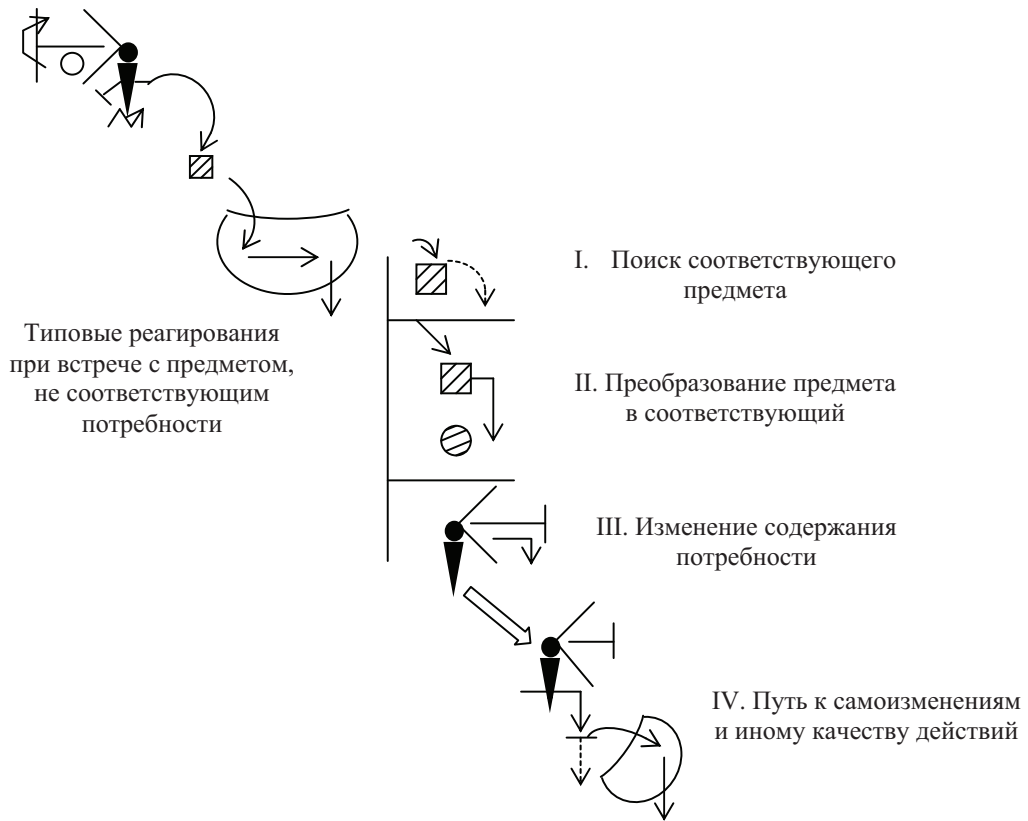 I. Поиск соответствующего
предмета
Типовые реагирования
при встрече с предметом,
не соответствующим
потребности
II. Преобразование предмета
в соответствующий
III. Изменение содержания
потребности
IV. Путь к самоизменениям
и иному качеству действий